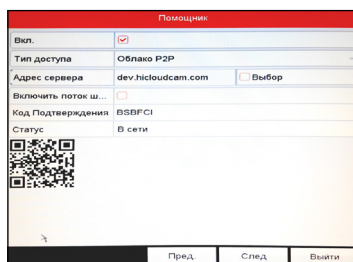 Помощник
Вкл.
Тип доступа Облако P2P
Адрес сервера dev.hicloudcam.com Выбор
Включить поток ш...
Код Подтверждения BSBFCI
Статус В сети
Пред. След. Выйти